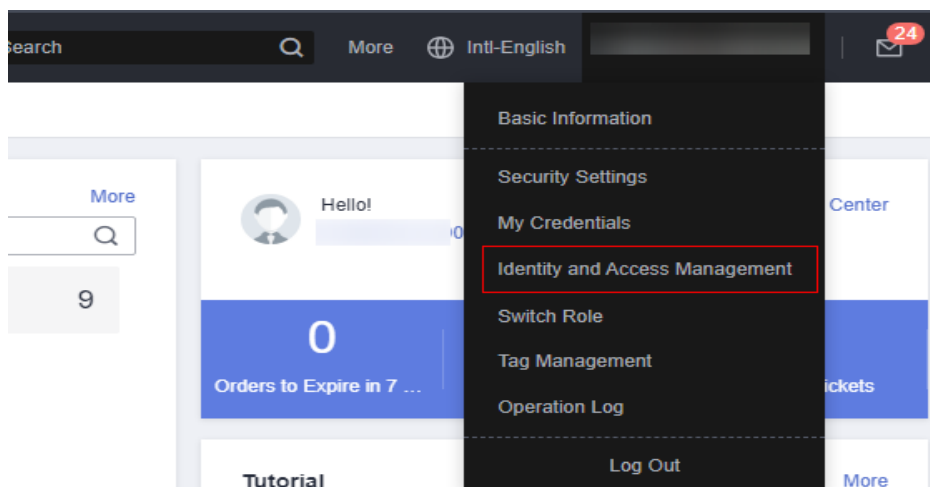 Search More Intl-English 24
Basic Information
Security Settings
More
Hello!
Center
My Credentials
Identity and Access Management
9
Switch Role
0
Tag Management
Orders to Expire in 7 ...
Operation Log
Log Out
Tutorial
More